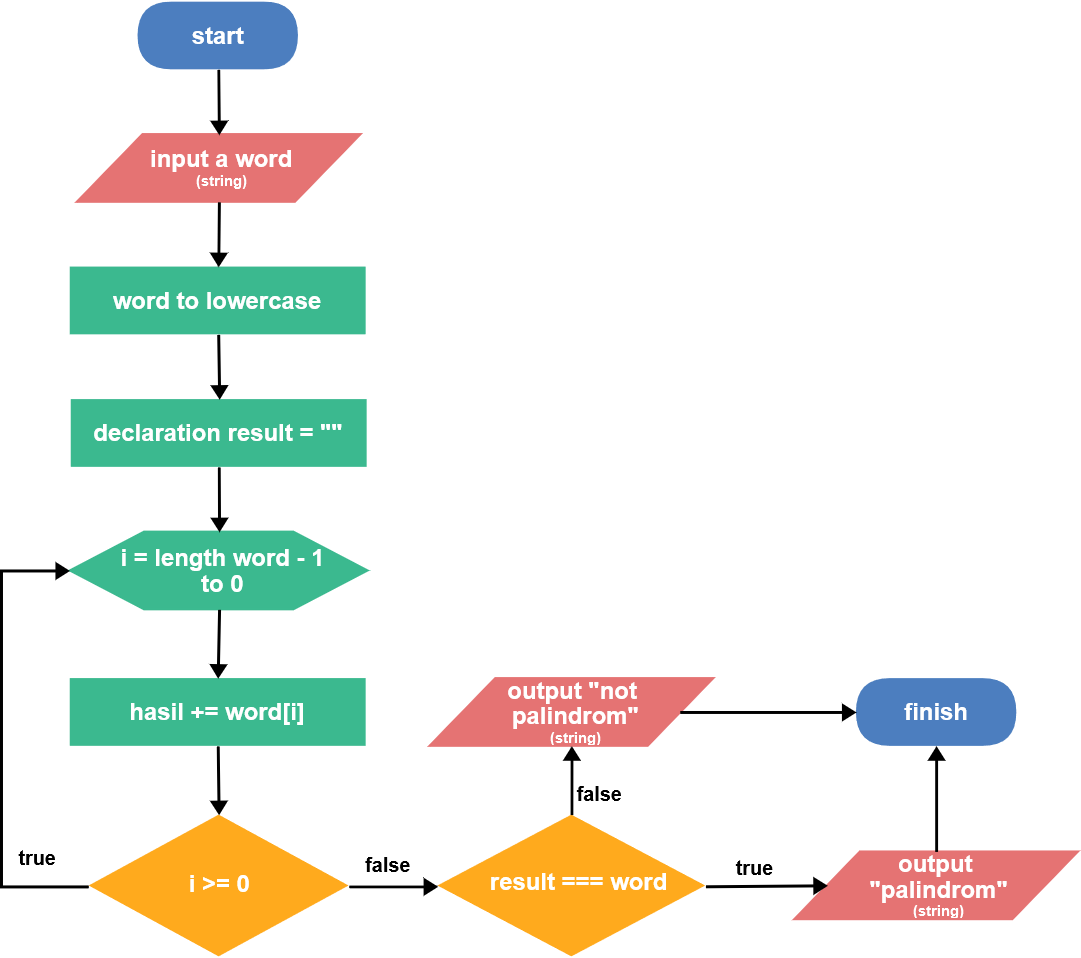 start
input a word
(string)
word to lowercase
declaration result = ""
i = length word - 1
to 0
hasil += word[i]
i >= 0
true
false
result === word
false
output "not
palindrom"
(string)
true
output
"palindrom"
(string)
finish